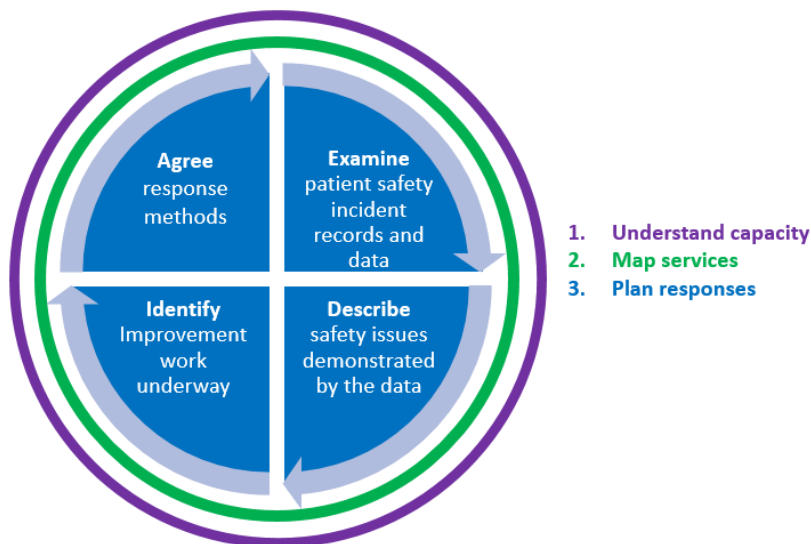 Agree
response
methods
Examine
patient safety
incident
records and
data
Identify
Improvement
work
underway
Describe
safety issues
demonstrated
by the data
1. Understand capacity
2. Map services
3. Plan responses